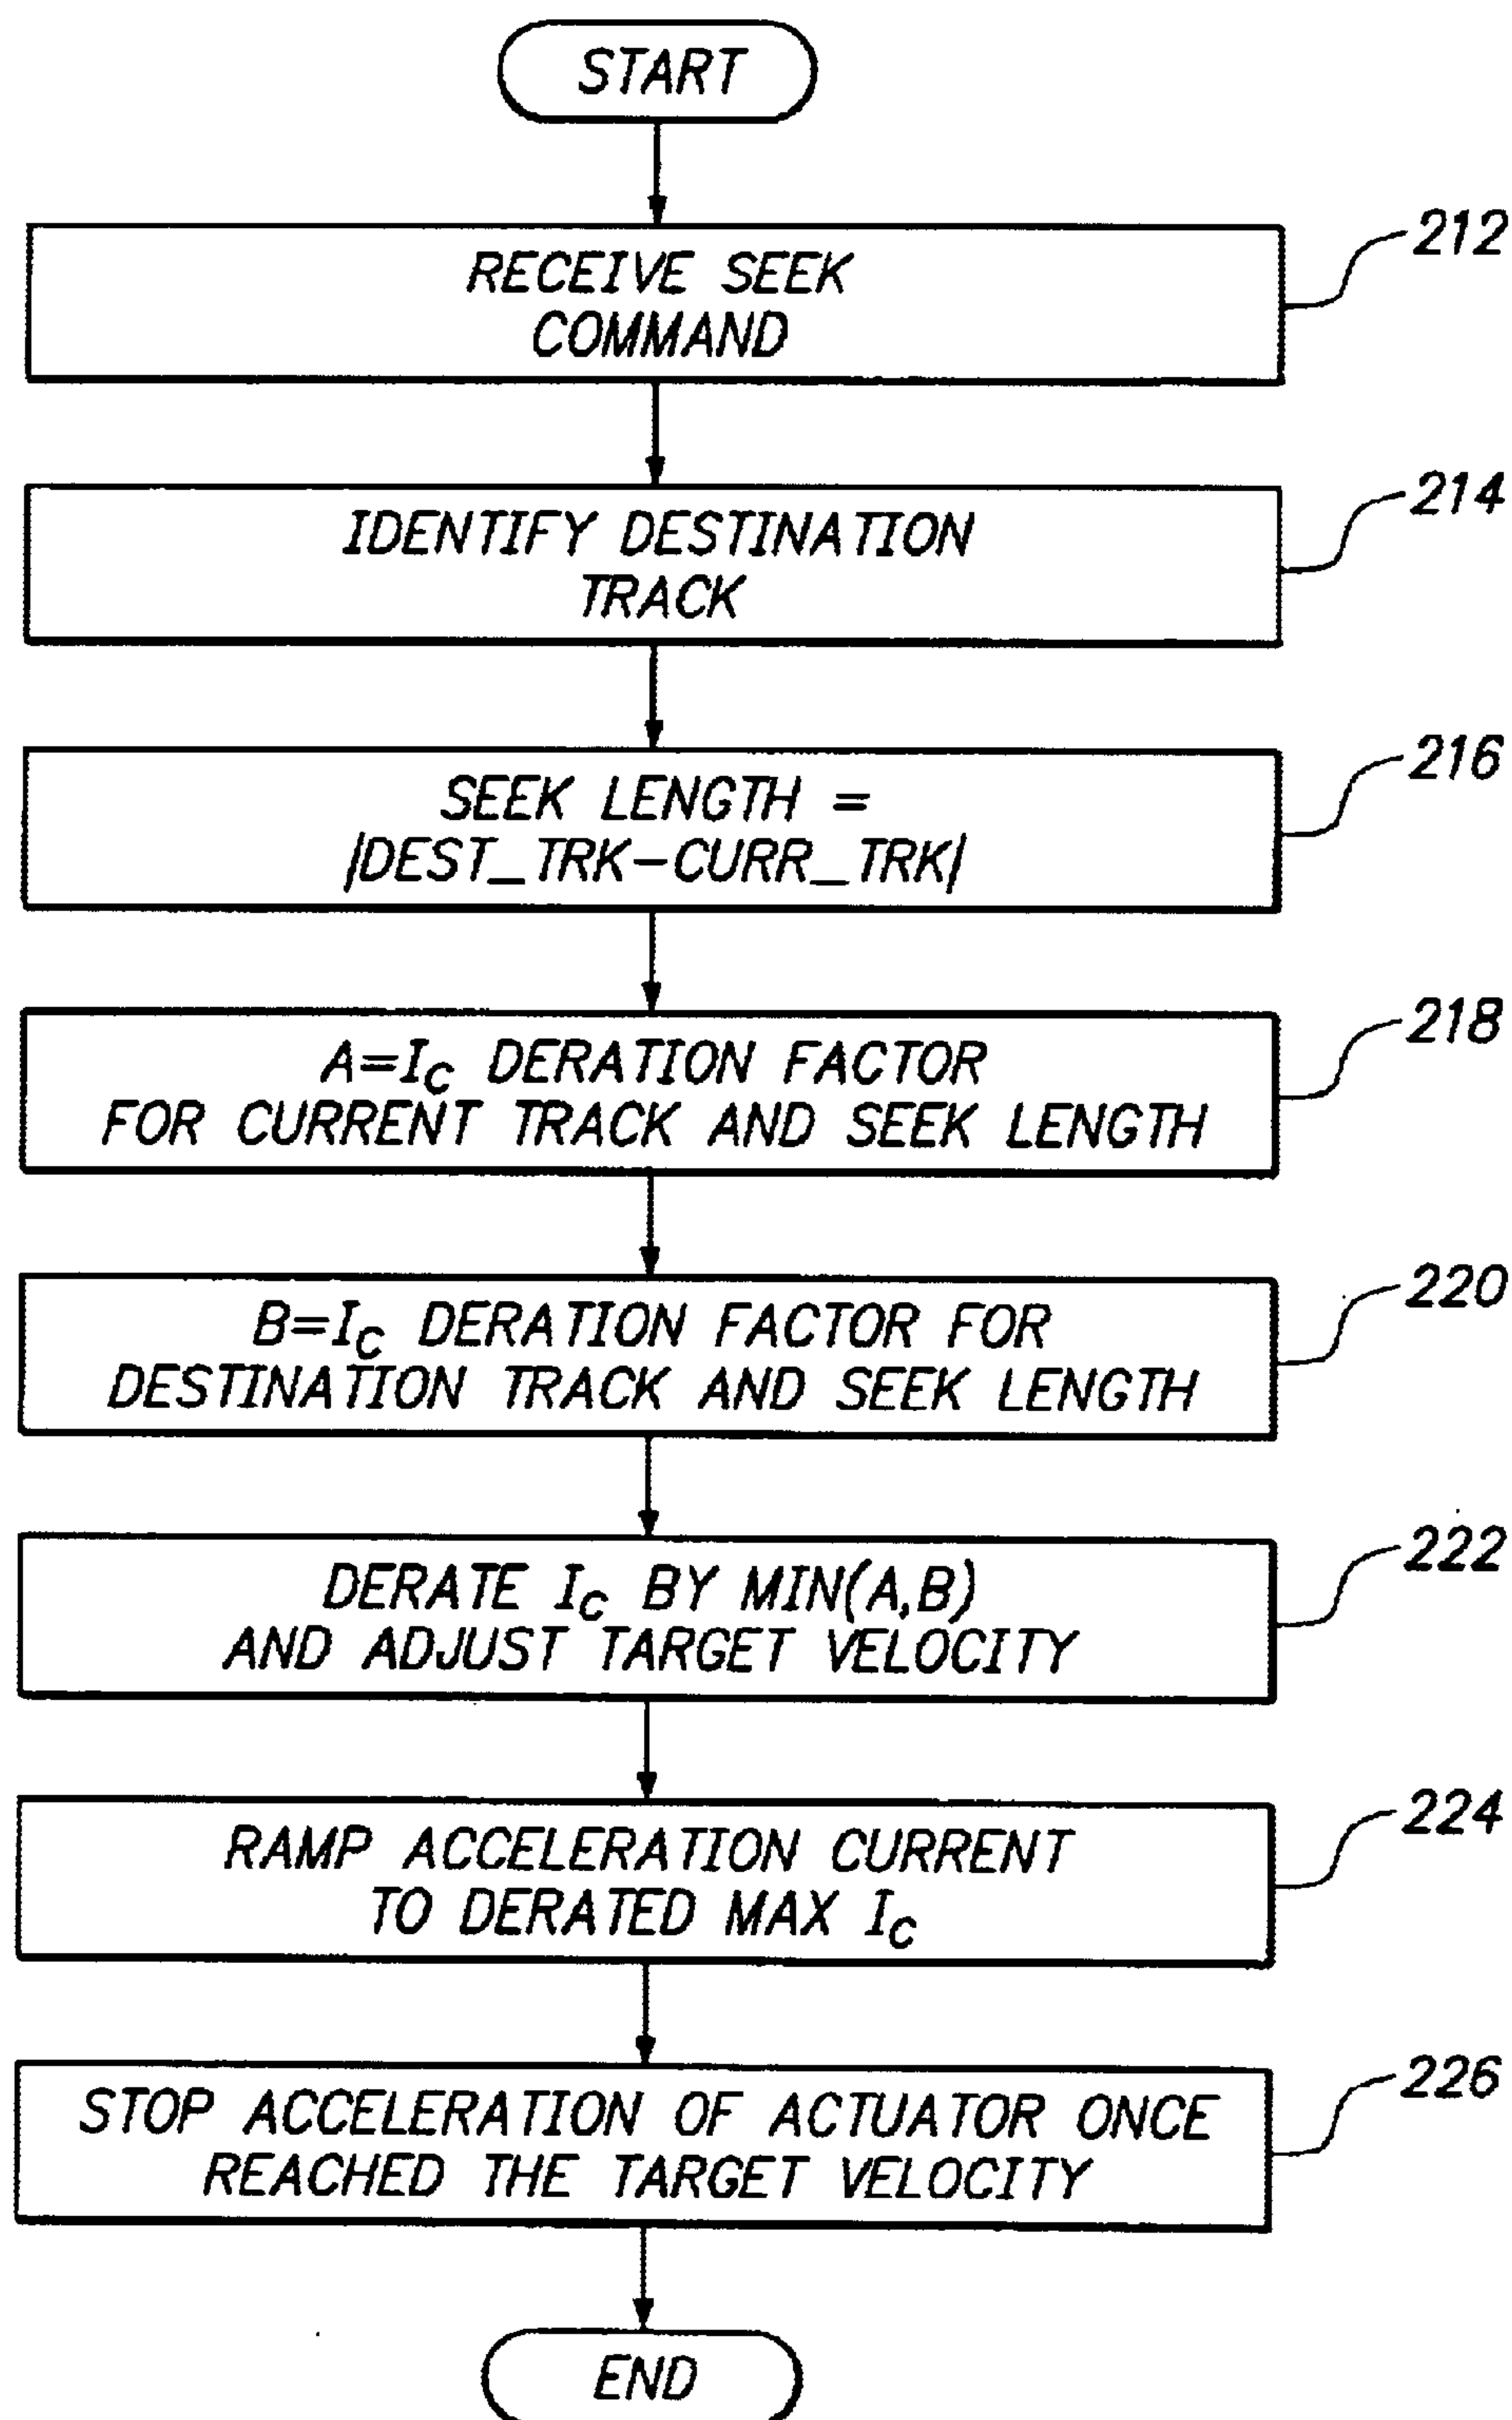 START
RECEIVE SEEK
COMMAND
212
IDENTIFY DESTINATION
TRACK
214
SEEK LENGTH =
|DEST_TRK-CURR_TRK|
216
A=IC DERATION FACTOR
FOR CURRENT TRACK AND SEEK LENGTH
218
B=IC DERATION FACTOR FOR
DESTINATION TRACK AND SEEK LENGTH
220
DERATE IC BY MIN(A,B)
AND ADJUST TARGET VELOCITY
222
RAMP ACCELERATION CURRENT
TO DERATED MAX IC
224
STOP ACCELERATION OF ACTUATOR ONCE
REACHED THE TARGET VELOCITY
226
END